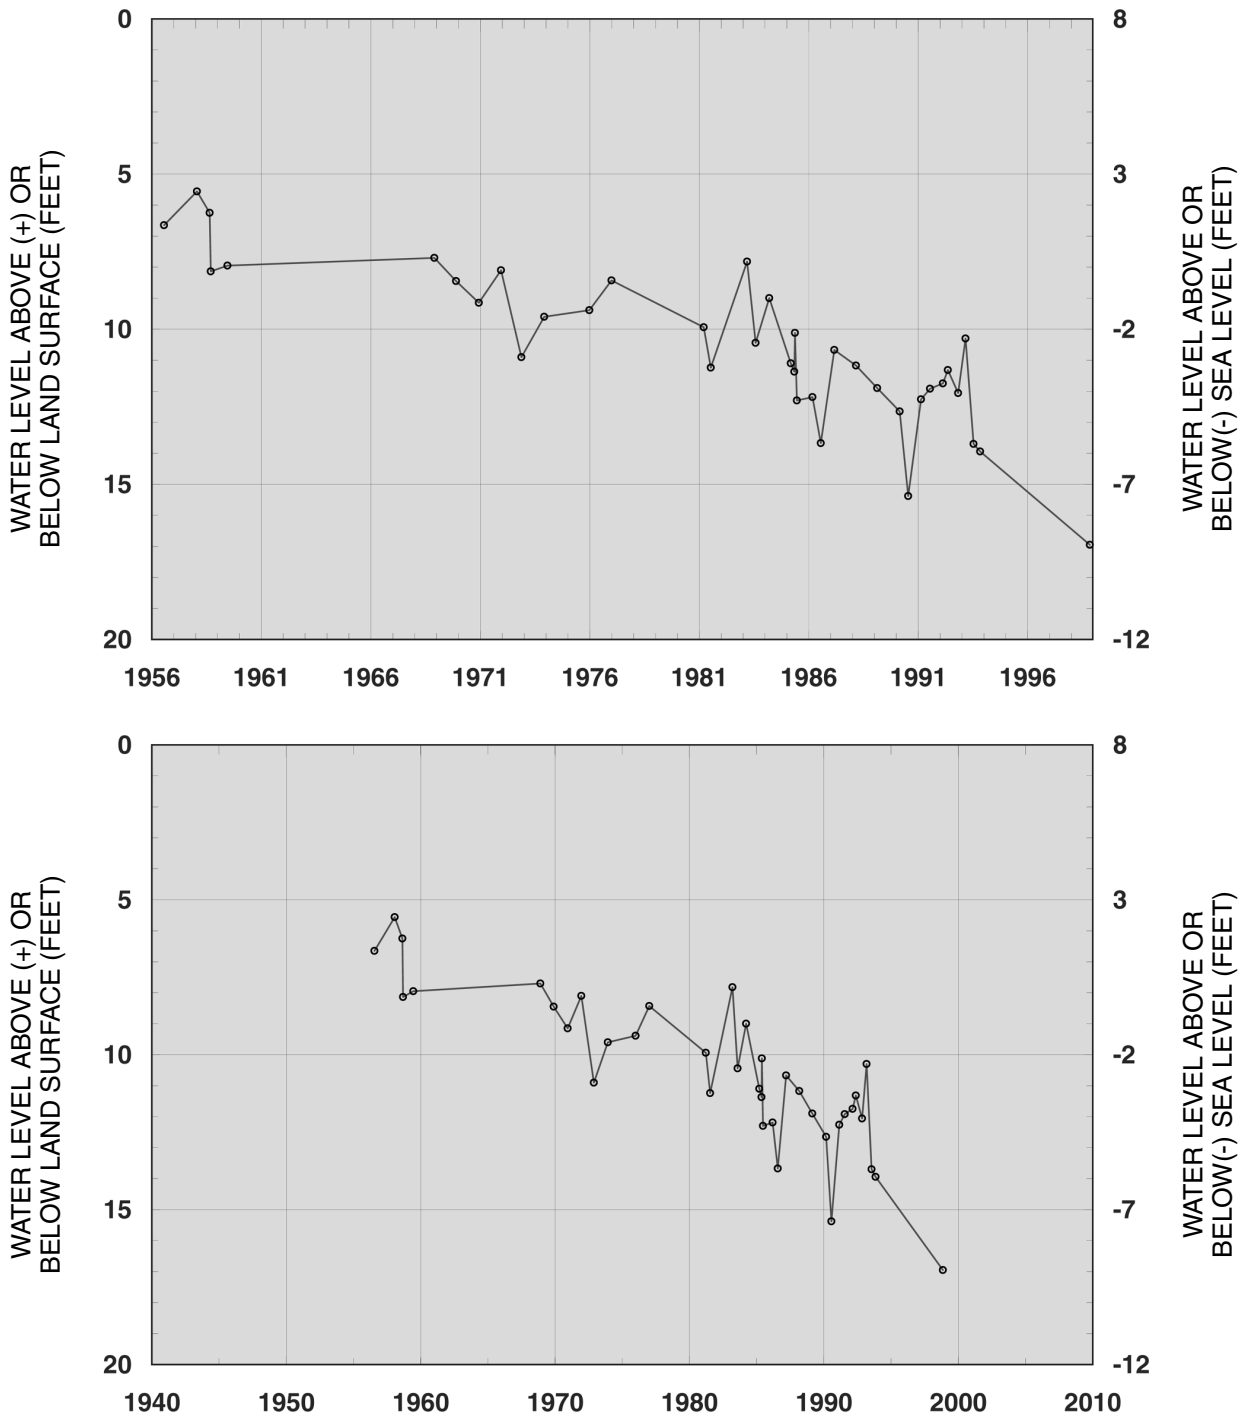 0
5
10
15
20
8
3
-2
-7
-12
WATER LEVEL ABOVE (+) OR
BELOW LAND SURFACE (FEET)
WATER LEVEL ABOVE OR
BELOW(-) SEA LEVEL (FEET)
1956 1961 1966 1971 1976 1981 1986 1991 1996
0
5
10
15
20
8
3
-2
-7
-12
WATER LEVEL ABOVE (+) OR
BELOW LAND SURFACE (FEET)
WATER LEVEL ABOVE OR
BELOW(-) SEA LEVEL (FEET)
1940 1950 1960 1970 1980 1990 2000 2010